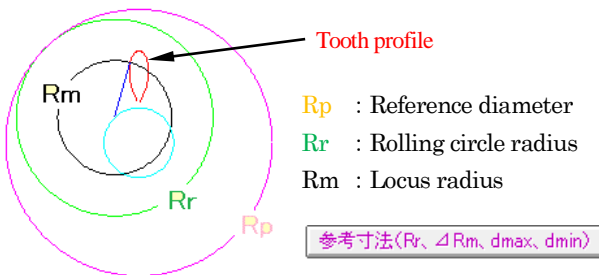 Tooth profile
Rm
Rp : Reference diameter
Rr : Rolling circle radius
Rm : Locus radius
Rr
Rp
参考寸法(Rr、⊿Rm、dmax、dmin)